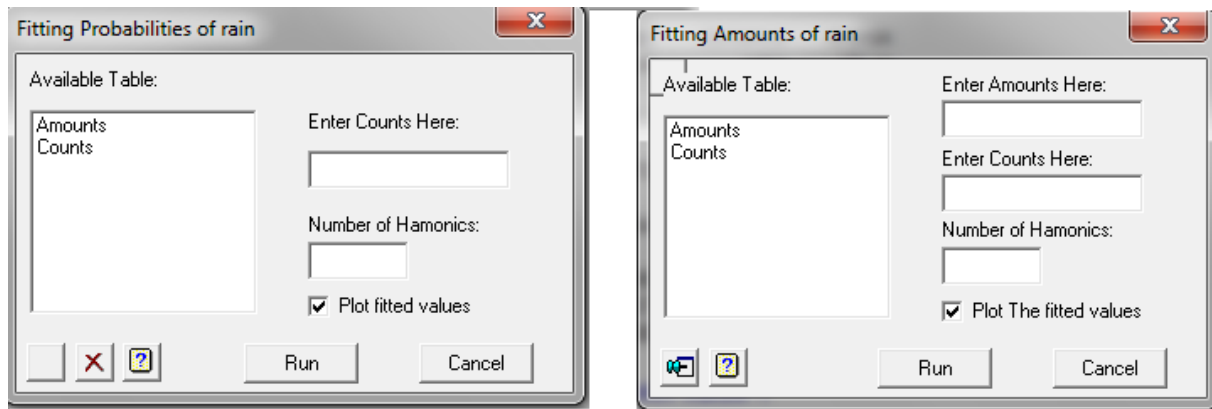 Fitting Probabilities of rain
Available Table:
Amounts
Counts
Enter Counts Here:
Number of Hamonics:
Plot fitted values
Run
Cancel
Fitting Amounts of rain
Available Table:
Amounts
Counts
Enter Amounts Here:
Enter Counts Here:
Number of Hamonics:
Plot The fitted values
Run
Cancel